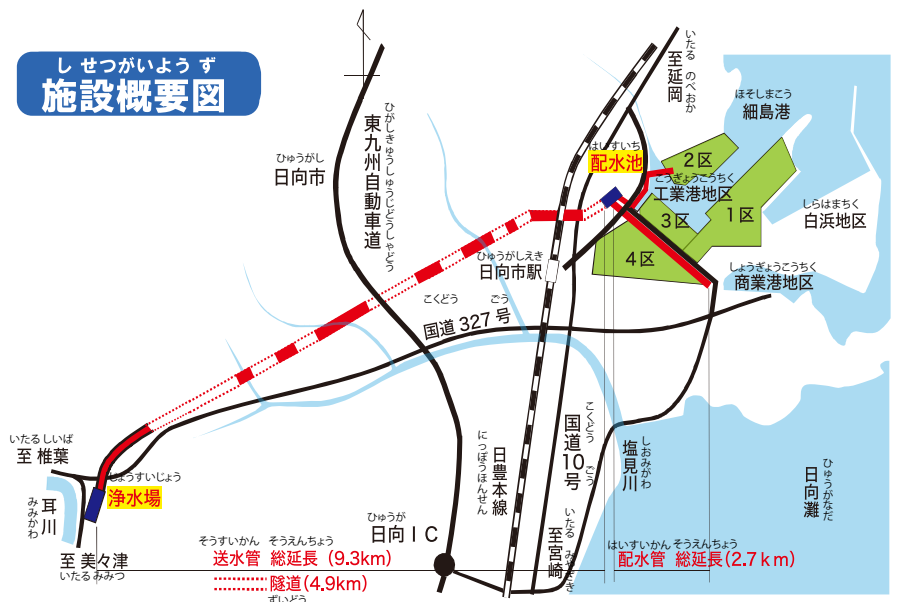 しせつがいようず
施設概要図
いたる のべおか
至延岡
ほそしまこう
細島港
ひがしきゅうしゅうじどうしゃどう
東九州自動車道
ひゅうがし
日向市
はいすいち
配水池
2区
こうぎょうこうちく
工業港地区
3区
1区
しらはまちく
白浜地区
4区
ひゅうがしえき
日向市駅
しょうぎょうこうちく
商業港地区
こくどう ごう
国道327号
いたるしいば
至 椎葉
じょうすいじょう
浄水場
耳川
みみかわ
至 美々津
いたるみみつ
ひゅうが
日向IC
日豊本線
にっぽうほんせん
こくどう ごう
国道10号
しおみがわ
塩見川
ひゅうがなだ
日向灘
いたる みやざき
至宮崎
そうすいかん そうえんちょう
送水管 総延長(9.3km)
隧道(4.9km)
ずいどう
はいすいかん そうえんちょう
配水管 総延長(2.7km)